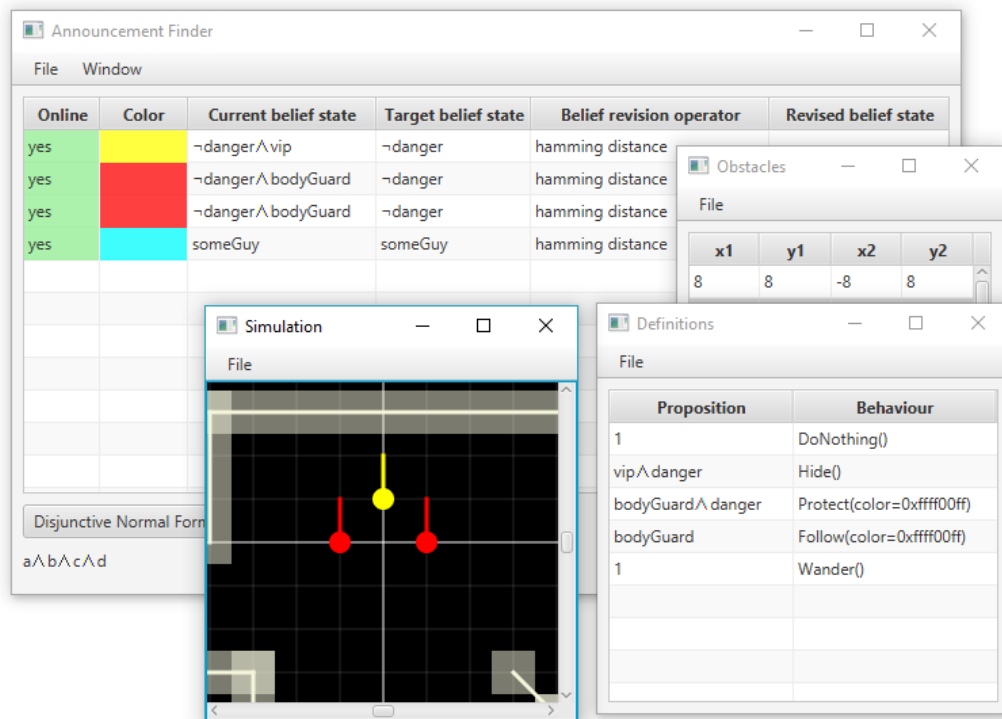 Announcement Finder
File Window
Online Color Current belief state Target belief state Belief revision operator Revised belief state
yes ¬danger∧vip ¬danger hamming distance
yes ¬danger∧bodyGuard ¬danger hamming distance
yes ¬danger∧bodyGuard ¬danger hamming distance
yes someGuy someGuy hamming distance
Disjunctive Normal Form
a∧b∧c∧d
Obstacles
File
x1 y1 x2 y2
8 8 -8 8
Simulation
File
Definitions
File
Proposition Behaviour
1 DoNothing()
vip∧danger Hide()
bodyGuard∧danger Protect(color=0xffff00ff)
bodyGuard Follow(color=0xffff00ff)
1 Wander()